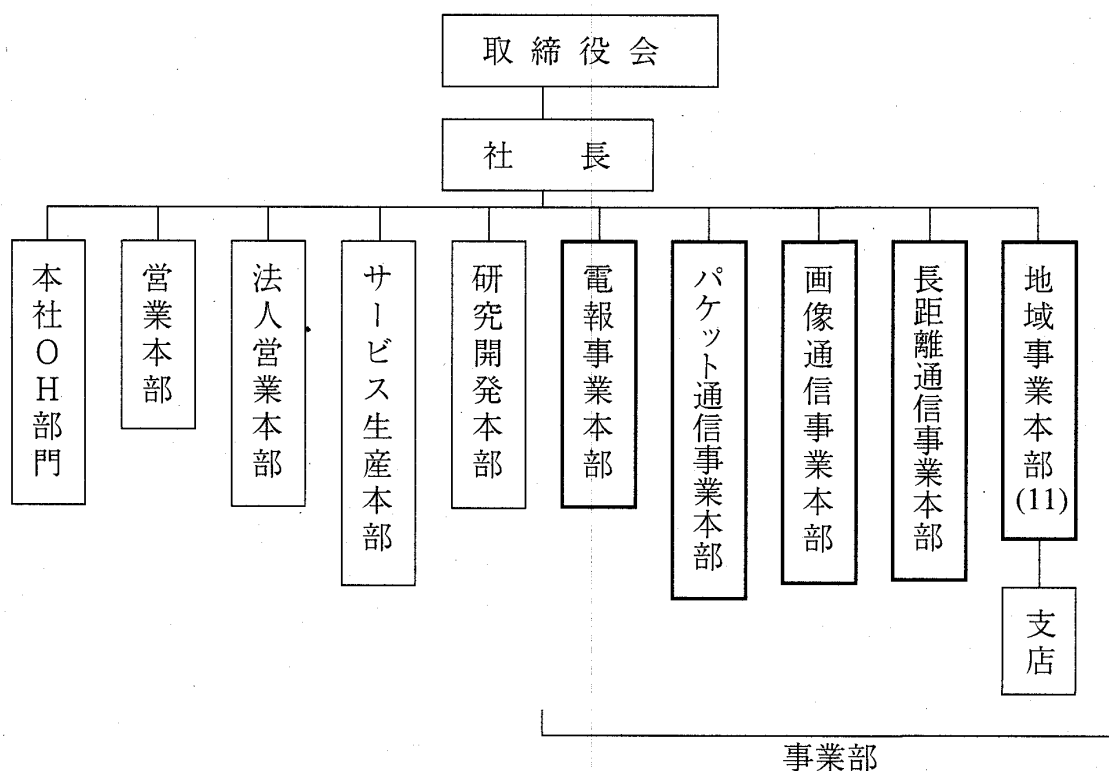 取締役会
社長
本社OH部門
営業本部
法人営業本部
サービス生産本部
研究開発本部
電報事業本部
パケット通信事業本部
画像通信事業本部
長距離通信事業本部
地域事業本部(11)
支店
事業部